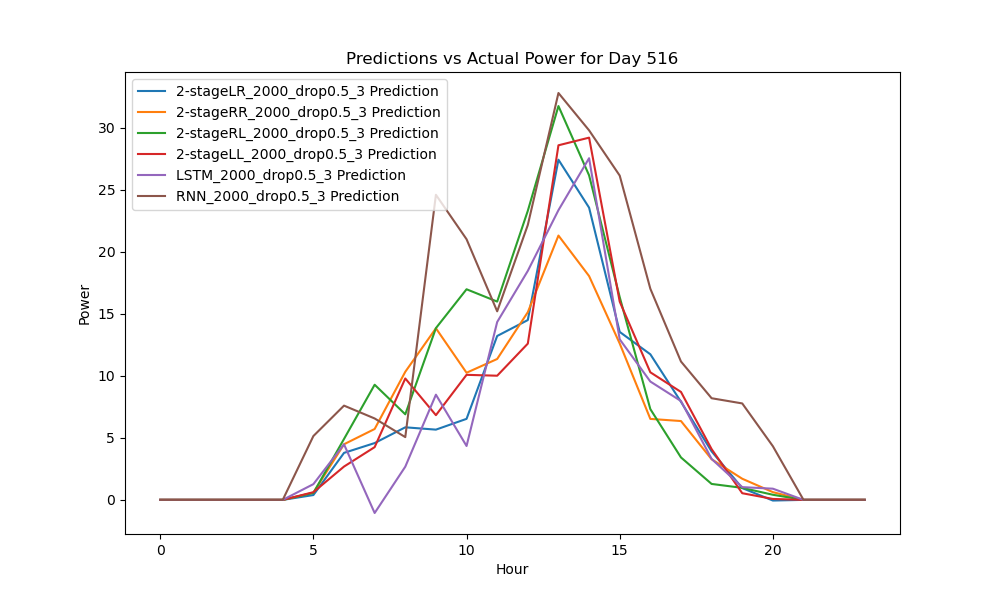 Predictions vs Actual Power for Day 516
2-stageLR_2000_drop0.5_3 Prediction
2-stageRR_2000_drop0.5_3 Prediction
2-stageRL_2000_drop0.5_3 Prediction
2-stageLL_2000_drop0.5_3 Prediction
LSTM_2000_drop0.5_3 Prediction
RNN_2000_drop0.5_3 Prediction
30
25
20
15
10
5
0
Power
0 5 10 15 20
Hour